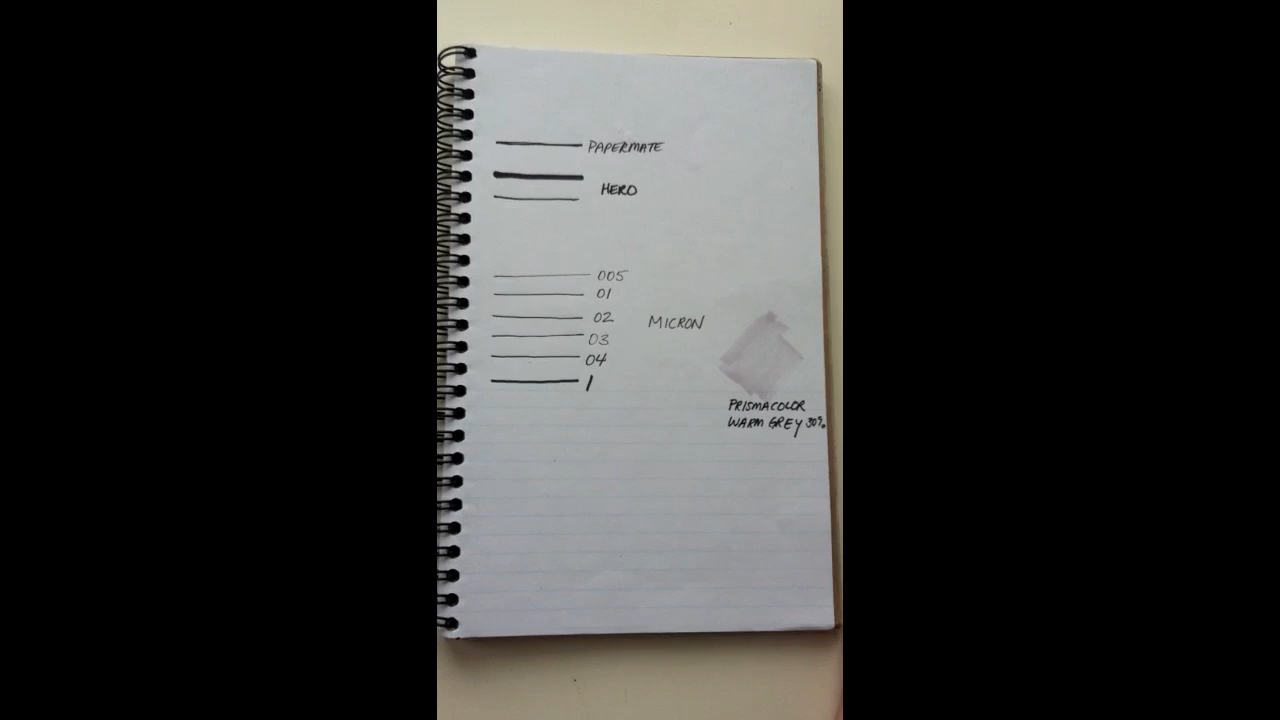 PAPERMATE
HERO
005
01
02 MICRON
03
04
1
PRISMACOLOR
WARM GREY 30%